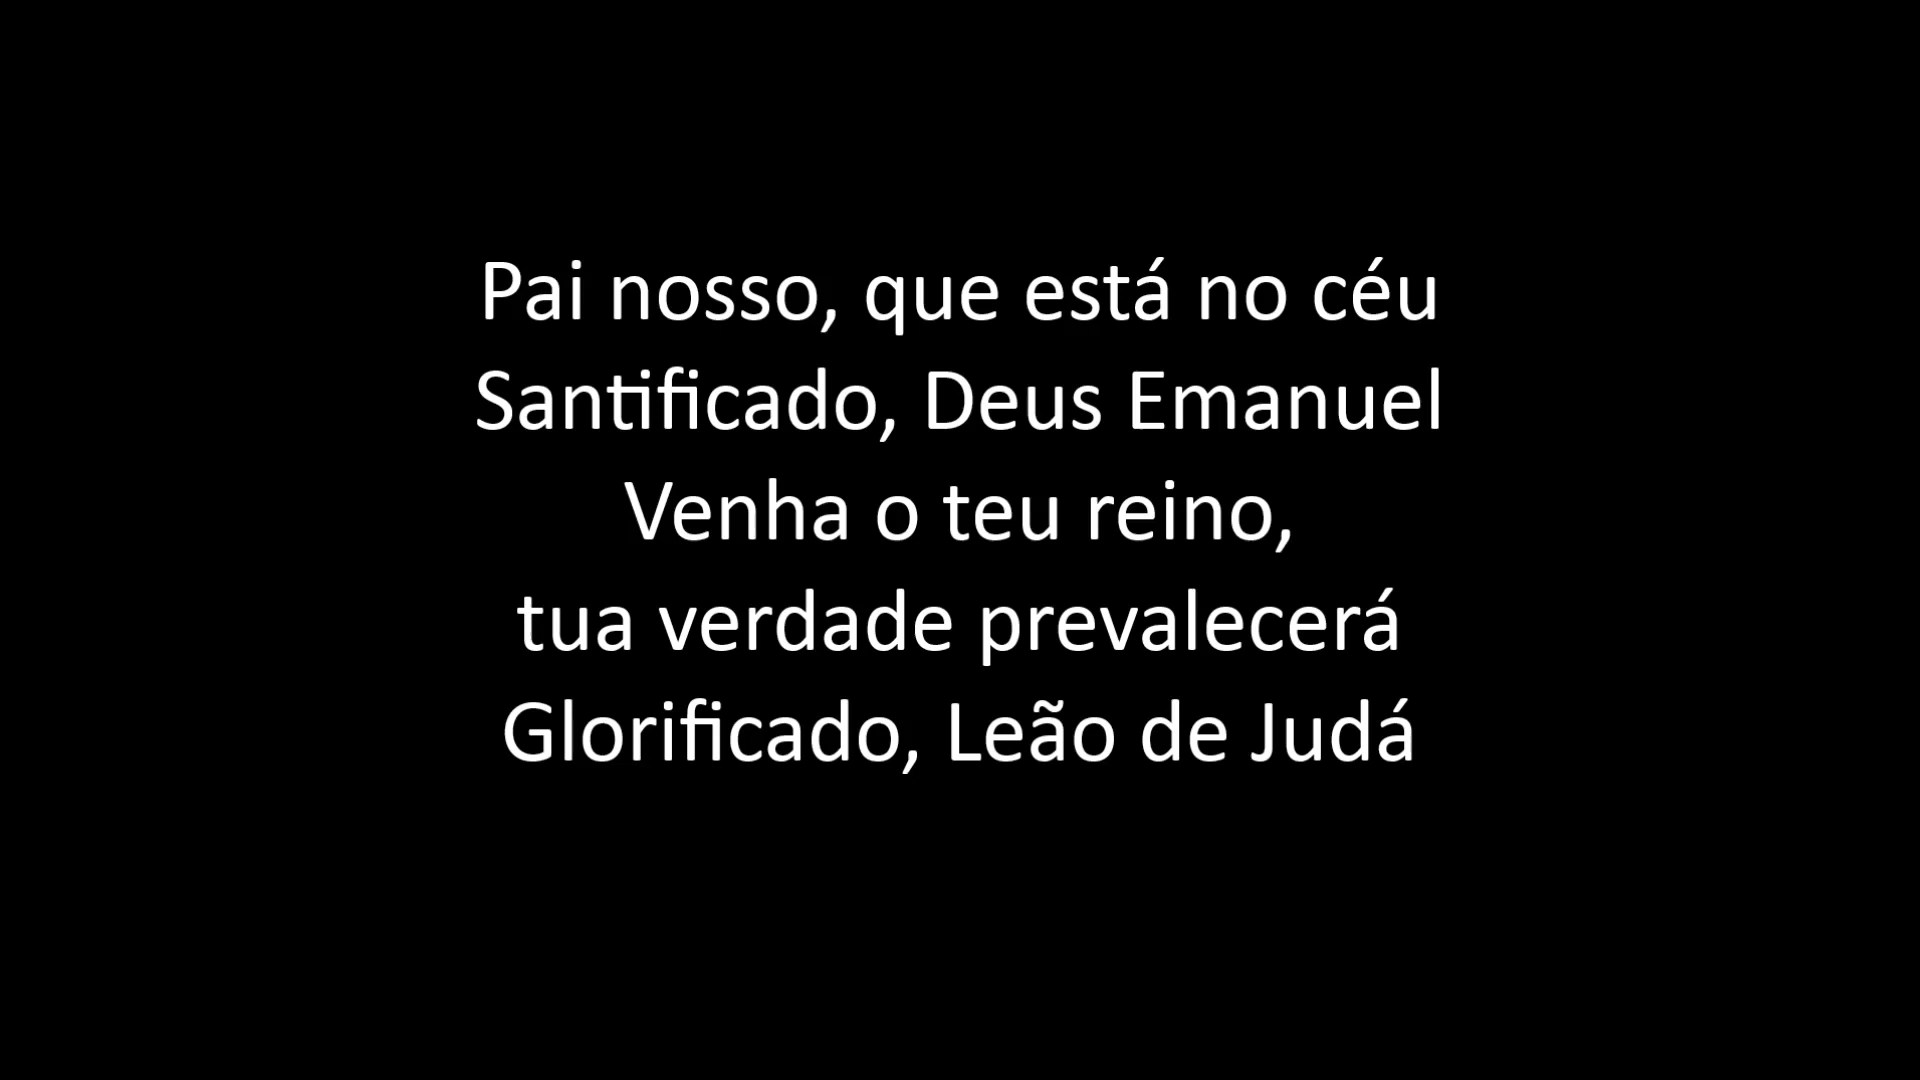 Pai nosso, que está no céu
Santificado, Deus Emanuel
Venha o teu reino,
tua verdade prevalecerá
Glorificado, Leão de Judá